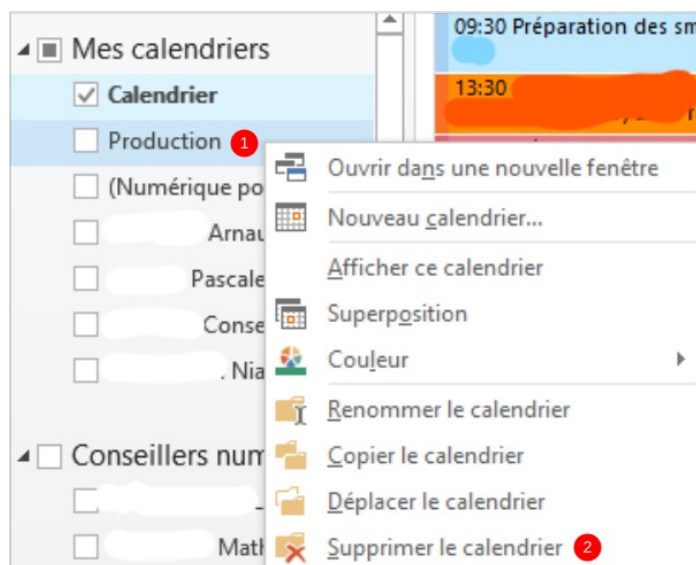 09:30 Préparation des sm
Mes calendriers
Calendrier
13:30
Production 1
(Numérique po
Arnau
Pascale
Conse
. Nia
Conseillers num
Math
Ouvrir dans une nouvelle fenêtre
Nouveau calendrier...
Afficher ce calendrier
Superposition
Couleur
Renommer le calendrier
Copier le calendrier
Déplacer le calendrier
Supprimer le calendrier 2